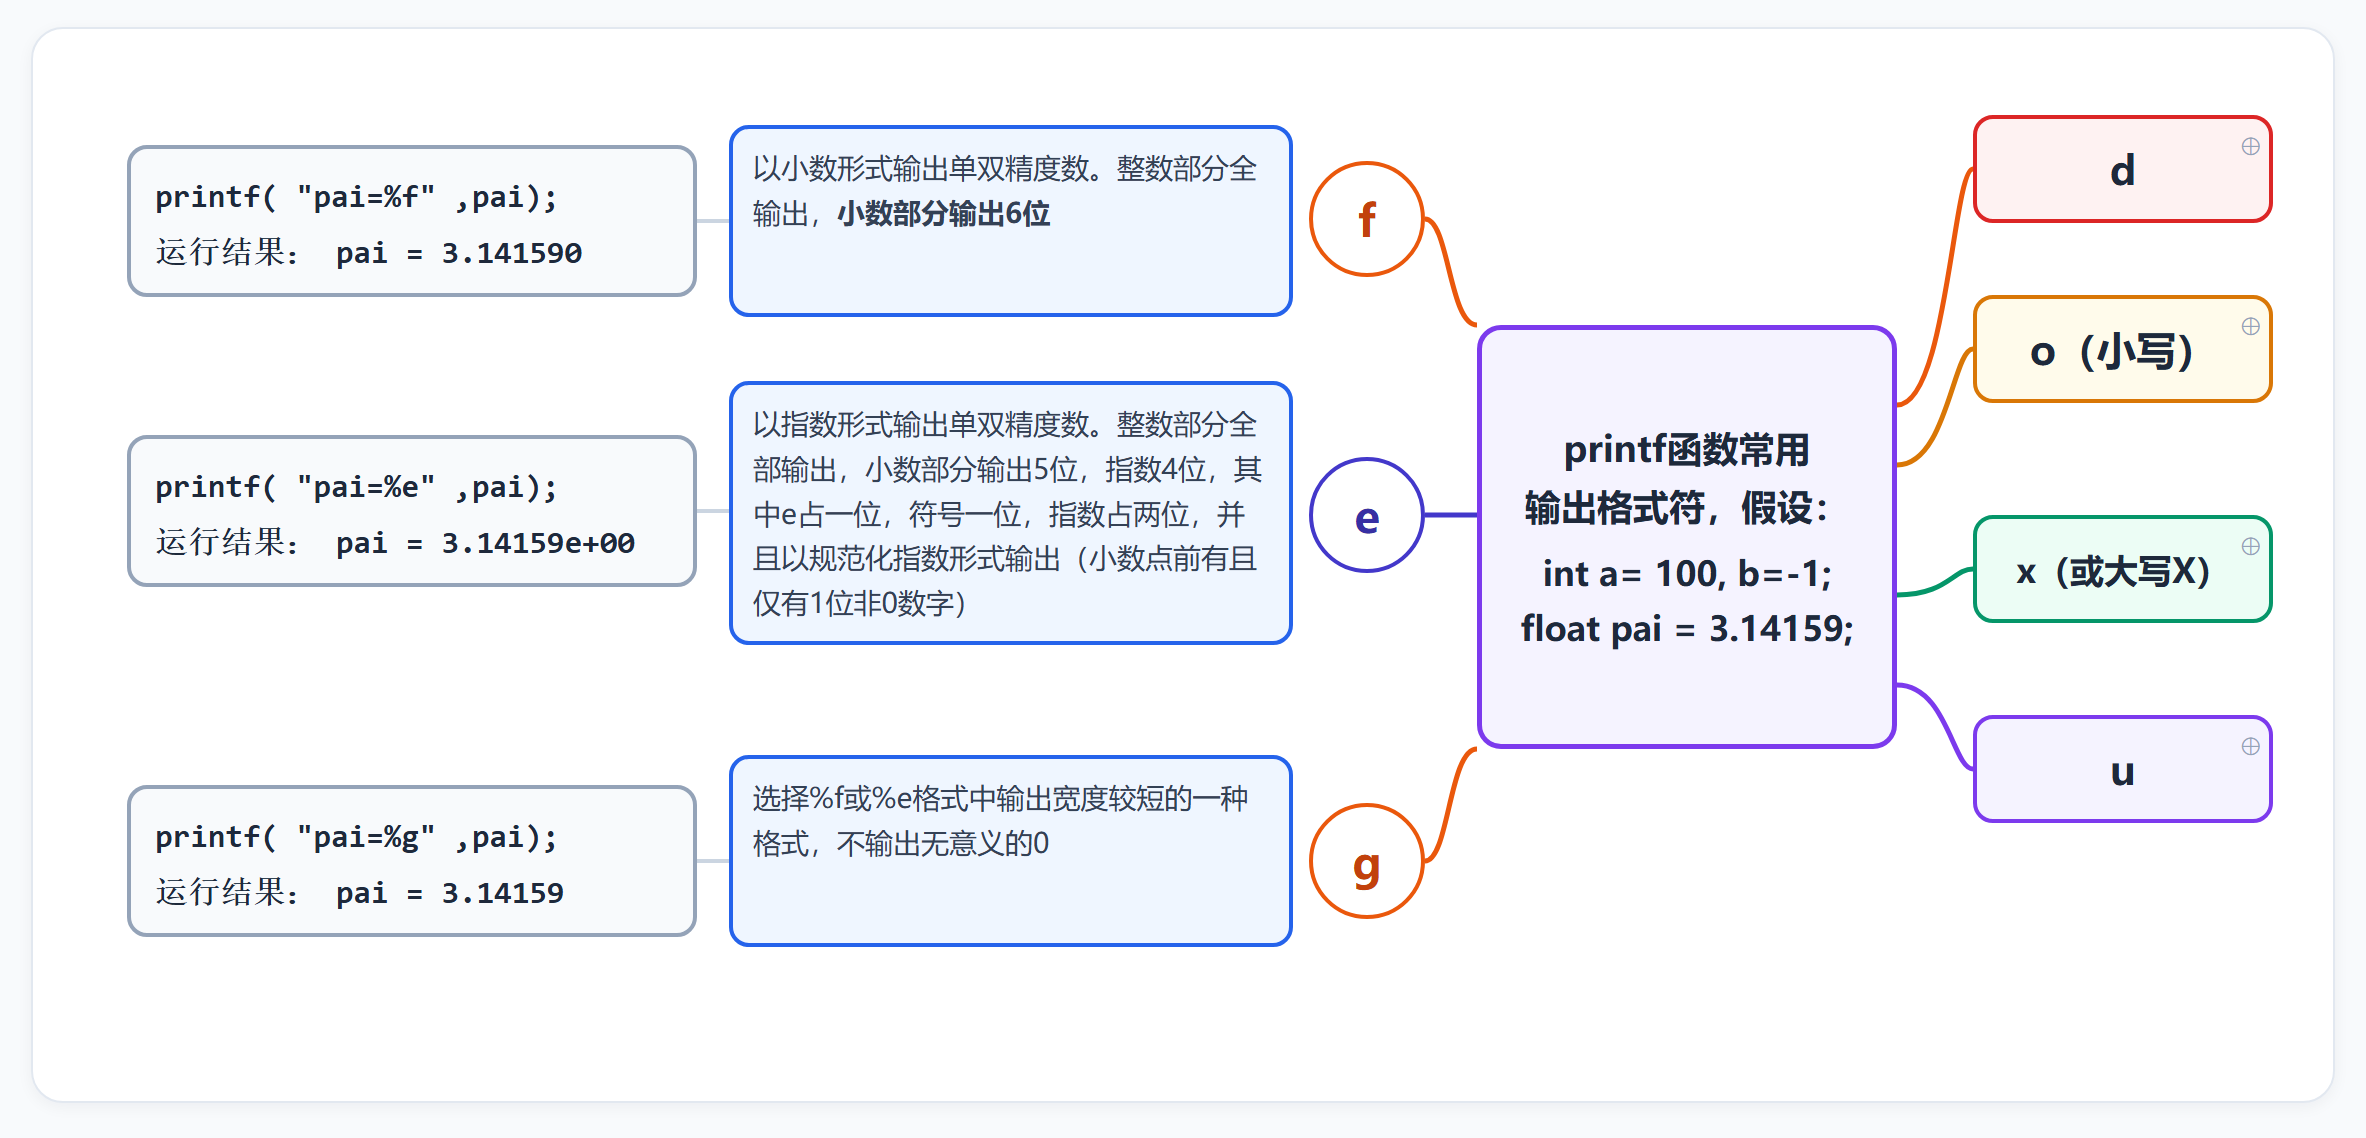 printf( "pai=%f" ,pai);
运行结果： pai = 3.141590
以小数形式输出单双精度数。整数部分全
输出，小数部分输出6位
f
printf( "pai=%e" ,pai);
运行结果： pai = 3.14159e+00
以指数形式输出单双精度数。整数部分全
部输出，小数部分输出5位，指数4位，其
中e占一位，符号一位，指数占两位，并
且以规范化指数形式输出（小数点前有且
仅有1位非0数字）
e
printf( "pai=%g" ,pai);
运行结果： pai = 3.14159
选择%f或%e格式中输出宽度较短的一种
格式，不输出无意义的0
g
printf函数常用
输出格式符，假设：
int a= 100, b=-1;
float pai = 3.14159;
d
o（小写）
x（或大写X）
u